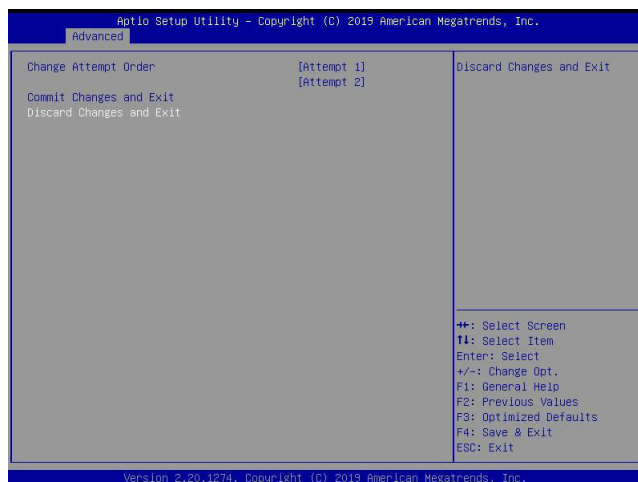 Aptio Setup Utility – Copyright (C) 2019 American Megatrends, Inc.
Advanced
Change Attempt Order [Attempt 1]
[Attempt 2]
Commit Changes and Exit
Discard Changes and Exit
Discard Changes and Exit
→←: Select Screen
↑↓: Select Item
Enter: Select
+/-: Change Opt.
F1: General Help
F2: Previous Values
F3: Optimized Defaults
F4: Save & Exit
ESC: Exit
Version 2.20.1274. Copyright (C) 2019 American Megatrends, Inc.